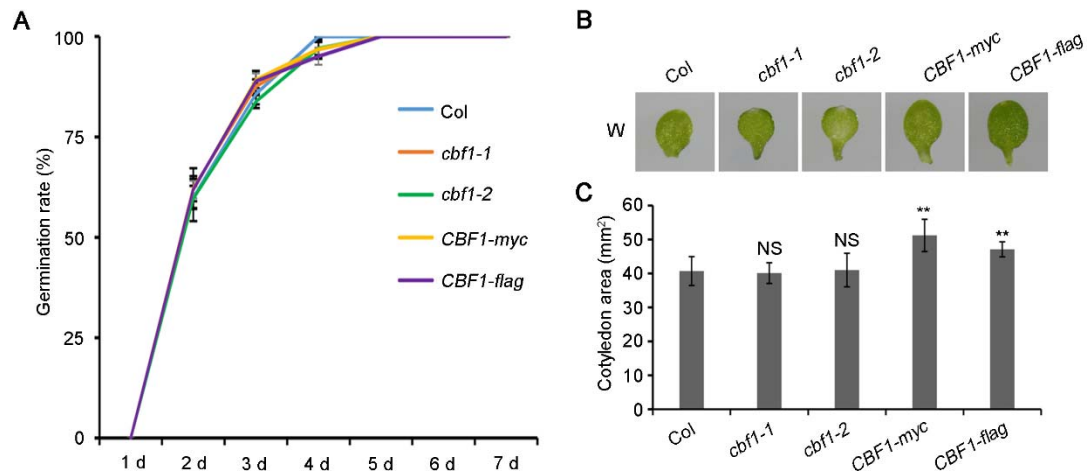 A
Germination rate (%)
100
75
50
25
0
1 d 2 d 3 d 4 d 5 d 6 d 7 d
Col
cbf1-1
cbf1-2
CBF1-myc
CBF1-flag
B
Col cbf1-1 cbf1-2 CBF1-myc CBF1-flag
W
C
Cotyledon area (mm²)
60
50
40
30
20
10
0
NS NS ** **
Col cbf1-1 cbf1-2 CBF1-myc CBF1-flag